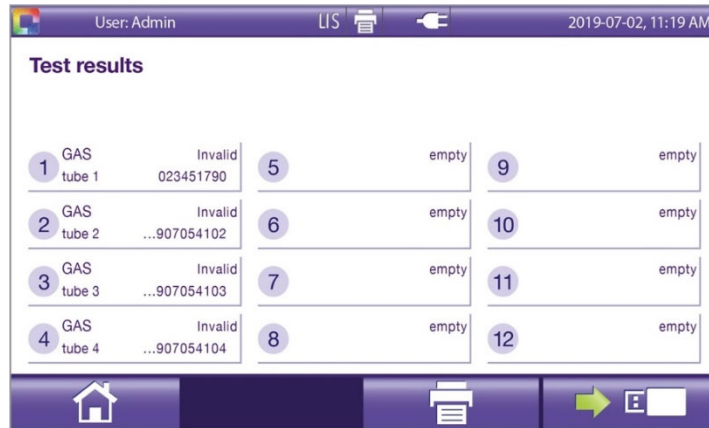 User: Admin LIS 2019-07-02, 11:19 AM
Test results
1 GAS Invalid
tube 1 023451790
2 GAS Invalid
tube 2 ...907054102
3 GAS Invalid
tube 3 ...907054103
4 GAS Invalid
tube 4 ...907054104
5 empty
6 empty
7 empty
8 empty
9 empty
10 empty
11 empty
12 empty